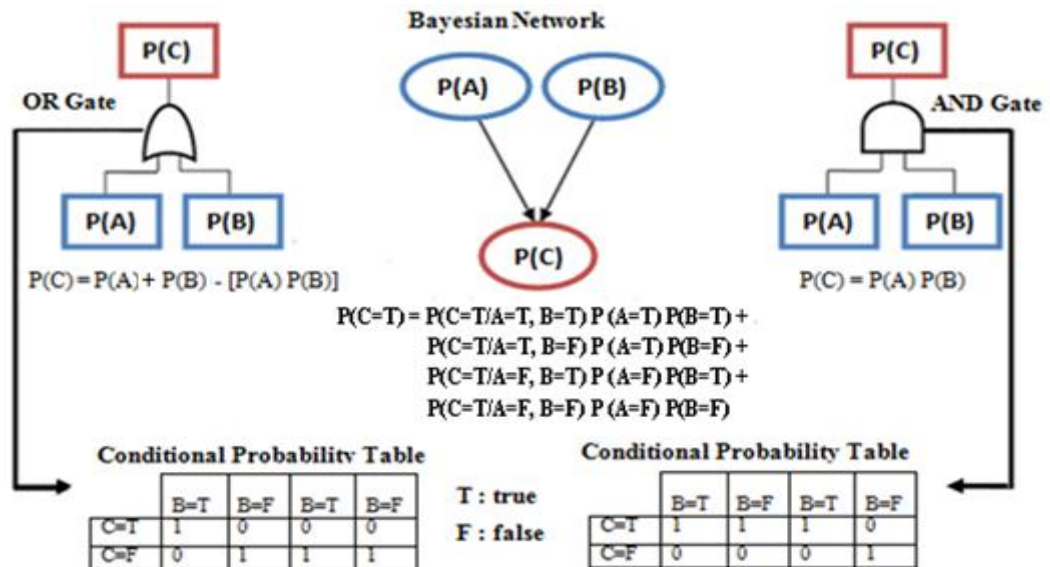 Bayesian Network
P(C)
OR Gate
P(A)
P(B)
P(C) = P(A) + P(B) - [P(A) P(B)]
P(A)
P(B)
P(C)
P(C)
AND Gate
P(A)
P(B)
P(C) = P(A) P(B)
P(C=T) = P(C=T/A=T, B=T) P (A=T) P(B=T) +
P(C=T/A=T, B=F) P (A=T) P(B=F) +
P(C=T/A=F, B=T) P (A=F) P(B=T) +
P(C=T/A=F, B=F) P (A=F) P(B=F)
Conditional Probability Table
B=T B=F B=T B=F
C=T 1 0 0 0
C=F 0 1 1 1
T : true
F : false
Conditional Probability Table
B=T B=F B=T B=F
C=T 1 1 1 0
C=F 0 0 0 1